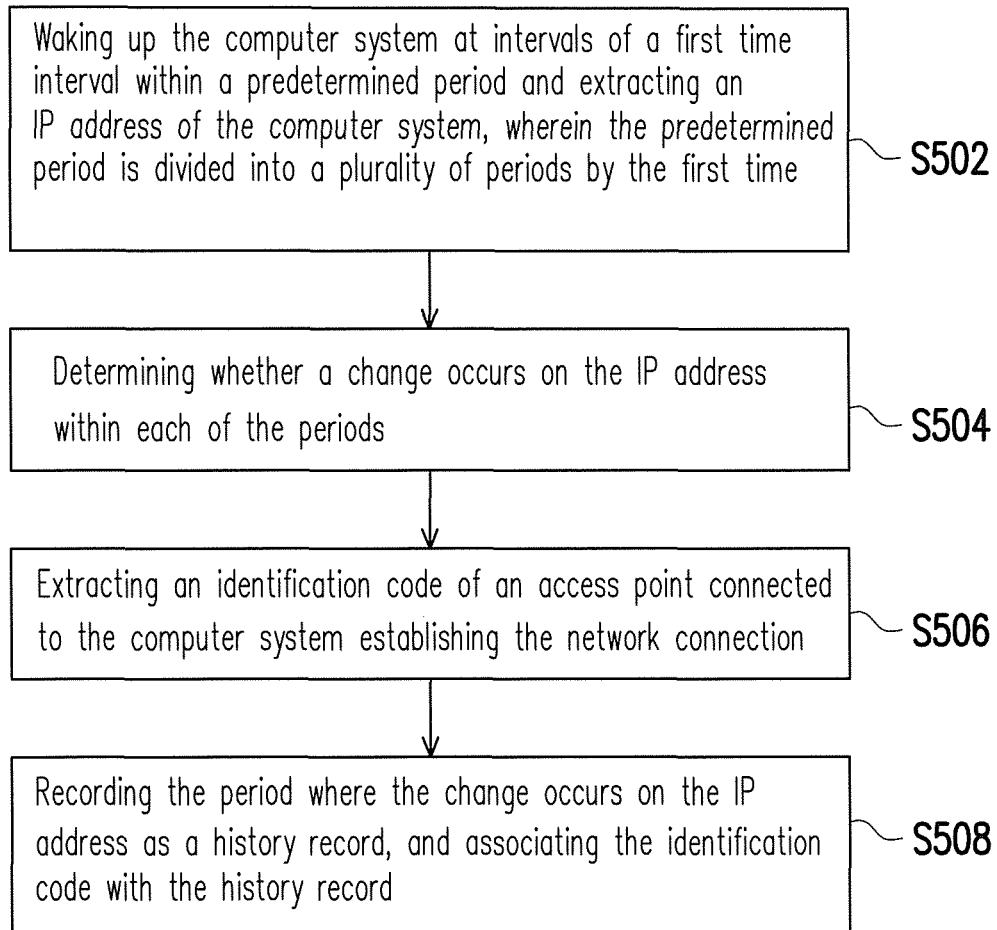 Waking up the computer system at intervals of a first time
interval within a predetermined period and extracting an
IP address of the computer system, wherein the predetermined
period is divided into a plurality of periods by the first time
S502
Determining whether a change occurs on the IP address
within each of the periods
S504
Extracting an identification code of an access point connected
to the computer system establishing the network connection
S506
Recording the period where the change occurs on the IP
address as a history record, and associating the identification
code with the history record
S508